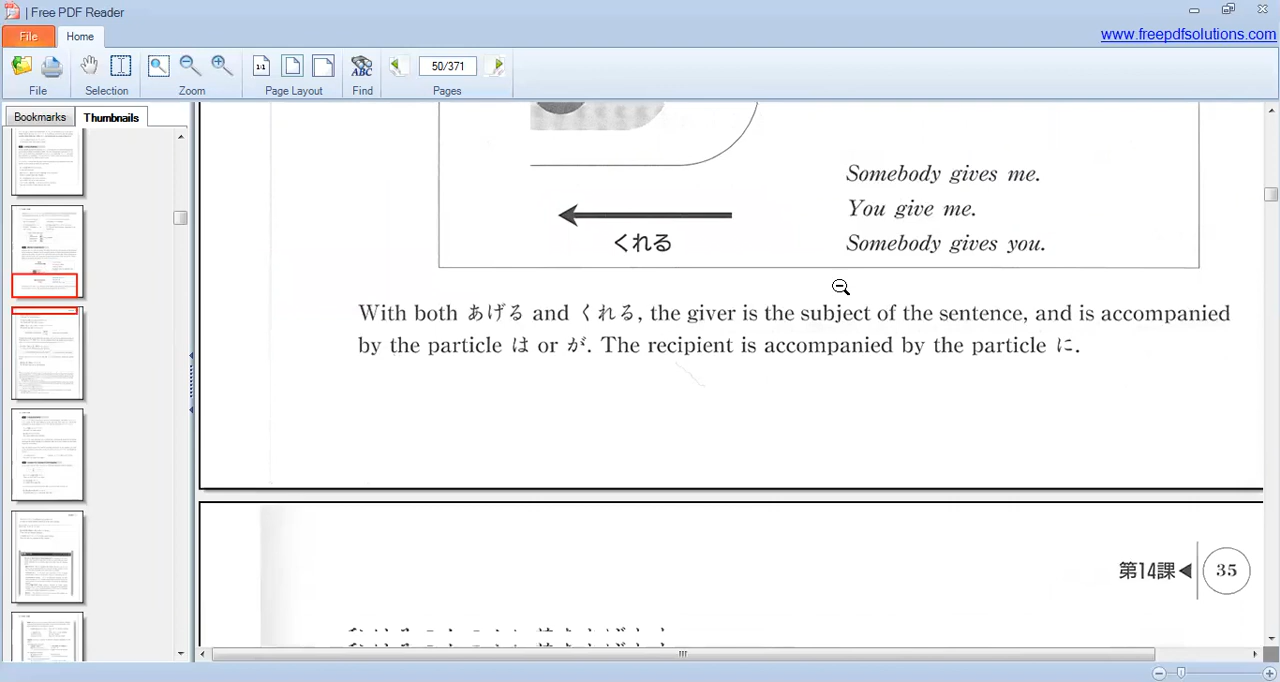 | Free PDF Reader
File Home
www.freepdfsolutions.com
1:1 ABC 50/371
File Selection Zoom Page Layout Find Pages
Bookmarks Thumbnails
Somebody gives me.
You give me.
くれる
Somebody gives you.
With both あげる and くれる, the giver is the subject of the sentence, and is accompanied
by the particle は or が. The recipient is accompanied by the particle に.
第14課 35